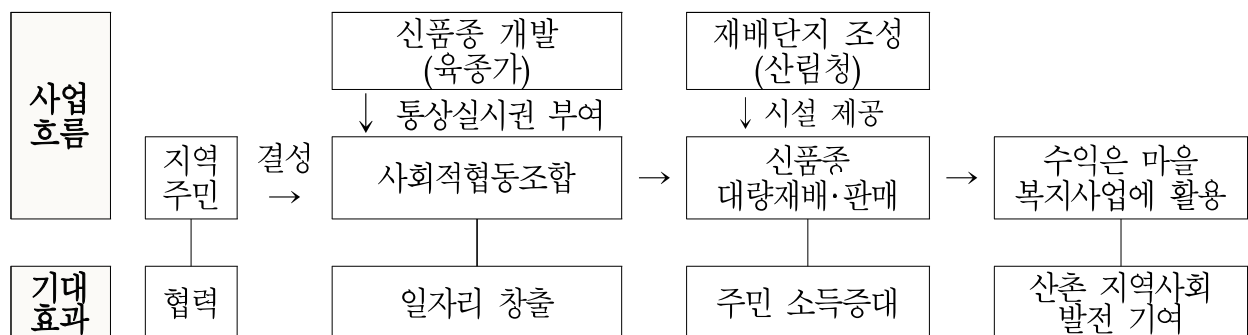 신품종 개발
(육종가)
재배단지 조성
(산림청)
사업
흐름
↓ 통상실시권 부여
↓ 시설 제공
지역
주민
결성
→
사회적협동조합
→
신품종
대량재배·판매
→
수익은 마을
복지사업에 활용
기대
효과
협력
일자리 창출
주민 소득증대
산촌 지역사회
발전 기여